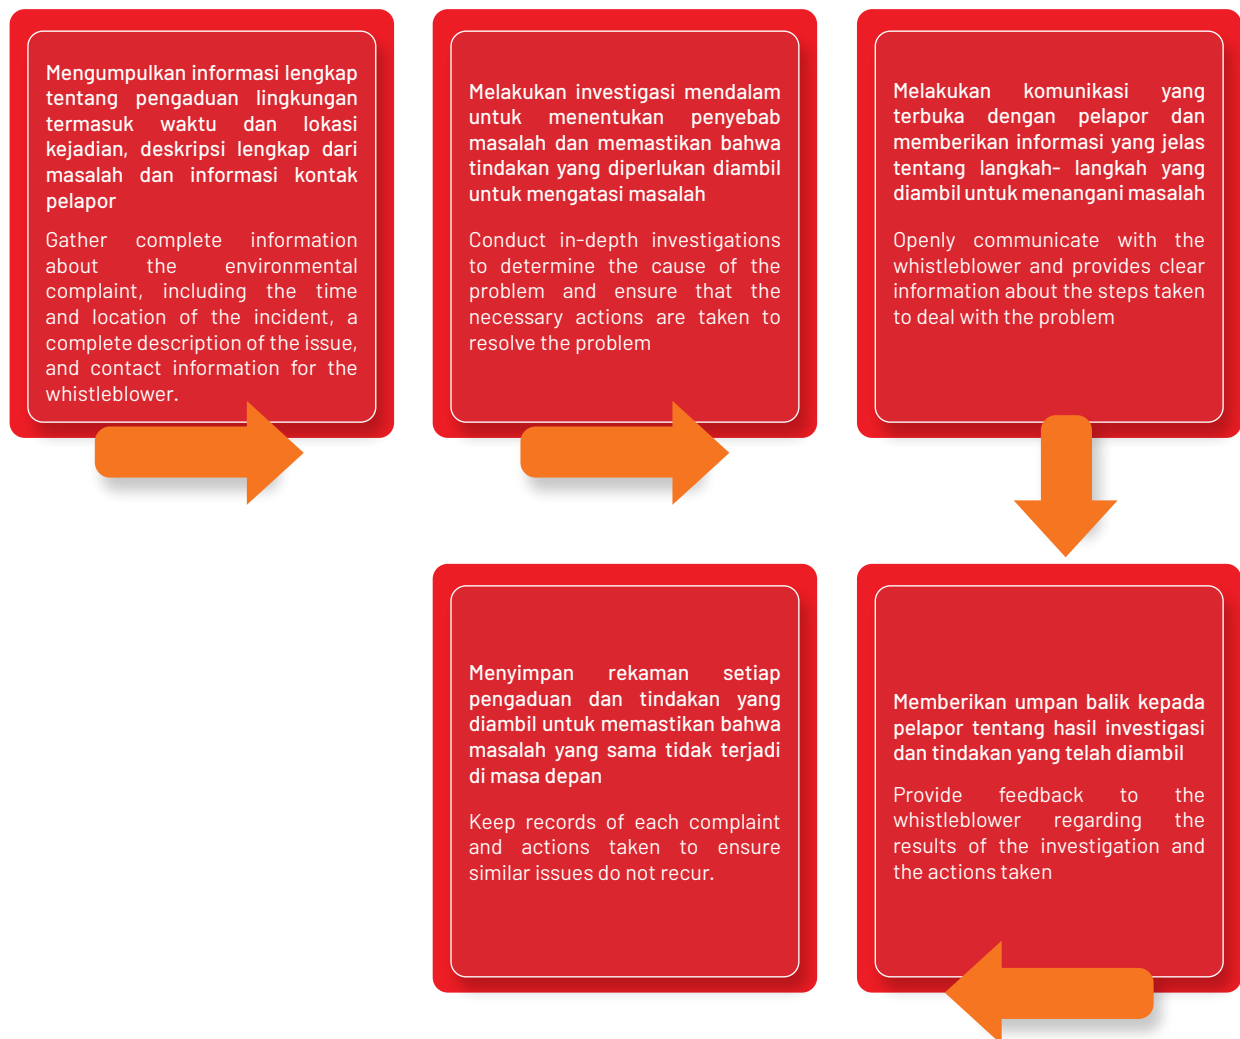 Mengumpulkan informasi lengkap
tentang pengaduan lingkungan
termasuk waktu dan lokasi
kejadian, deskripsi lengkap dari
masalah dan informasi kontak
pelapor
Gather complete information
about the environmental
complaint, including the time
and location of the incident, a
complete description of the issue,
and contact information for the
whistleblower.
Melakukan investigasi mendalam
untuk menentukan penyebab
masalah dan memastikan bahwa
tindakan yang diperlukan diambil
untuk mengatasi masalah
Conduct in-depth investigations
to determine the cause of the
problem and ensure that the
necessary actions are taken to
resolve the problem
Melakukan komunikasi yang
terbuka dengan pelapor dan
memberikan informasi yang jelas
tentang langkah- langkah yang
diambil untuk menangani masalah
Openly communicate with the
whistleblower and provides clear
information about the steps taken
to deal with the problem
Memberikan umpan balik kepada
pelapor tentang hasil investigasi
dan tindakan yang telah diambil
Provide feedback to the
whistleblower regarding the
results of the investigation and
the actions taken
Menyimpan rekaman setiap
pengaduan dan tindakan yang
diambil untuk memastikan bahwa
masalah yang sama tidak terjadi
di masa depan
Keep records of each complaint
and actions taken to ensure
similar issues do not recur.